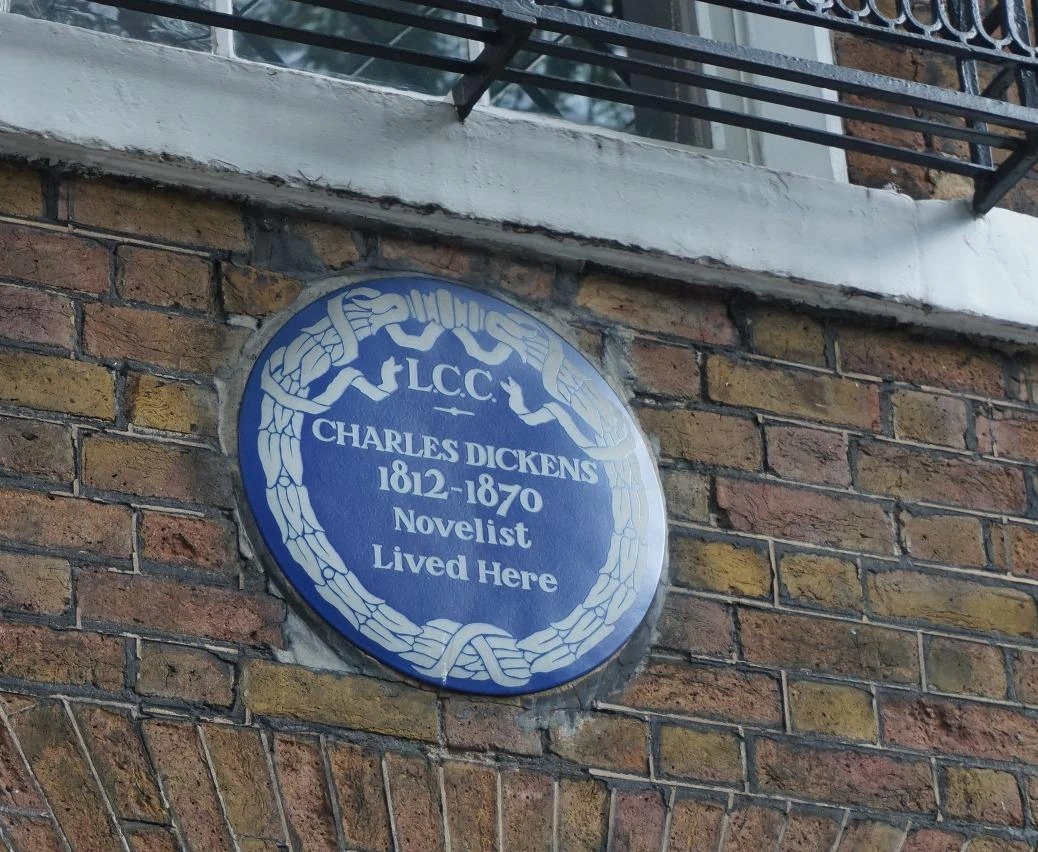 L.C.C.
CHARLES DICKENS
1812-1870
Novelist
Lived Here